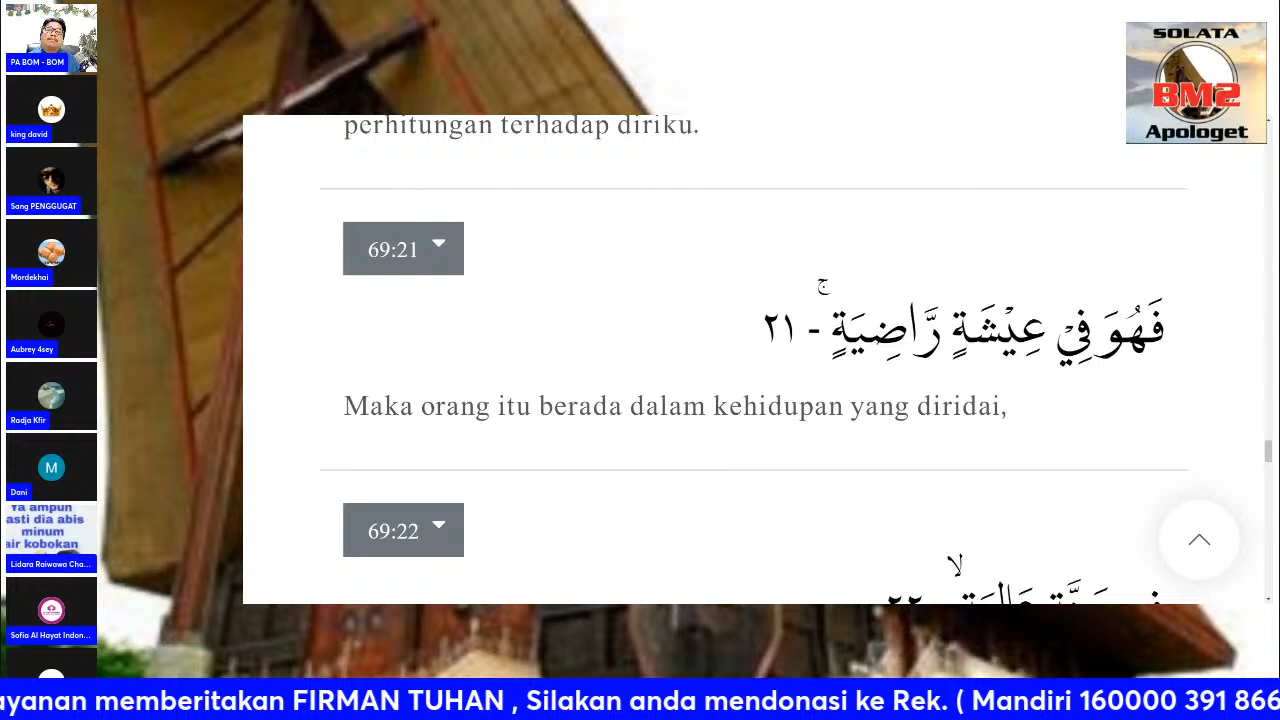 PA BOM - BOM
king david
Sang PENGGUGAT
Mordekhai
Aubrey 4sey
Radja Kfir
M
Dani
Ya ampun
asti dia abis
minum
air kobokan
Lidara Raiwawa Cha...
Sofia Al Hayat Indon...
SOLATA
BM2
Apologet
perhitungan terhadap diriku.
69:21
فَهُوَ فِيْ عِيْشَةٍ رَّاضِيَةٍۚ - ٢١
Maka orang itu berada dalam kehidupan yang diridai,
69:22
ayanan memberitakan FIRMAN TUHAN , Silakan anda mendonasi ke Rek. ( Mandiri 160000 391 866